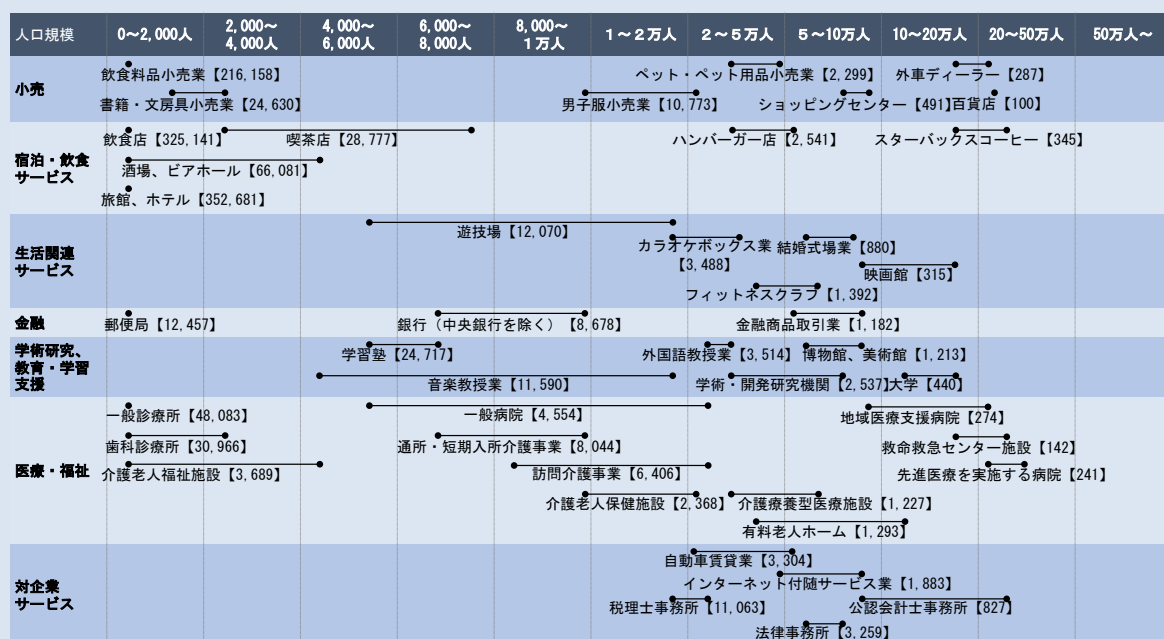 人口規模 0～2,000人 2,000～4,000人 4,000～6,000人 6,000～8,000人 8,000～1万人 1～2万人 2～5万人 5～10万人 10～20万人 20～50万人 50万人～
小売
飲食料品小売業【216,158】 ペット・ペット用品小売業【2,299】 外車ディーラー【287】
書籍・文房具小売業【24,630】 男子服小売業【10,773】 ショッピングセンター【491】百貨店【100】
宿泊・飲食
サービス
飲食店【325,141】 喫茶店【28,777】 ハンバーガー店【2,541】 スターバックスコーヒー【345】
酒場、ビアホール【66,081】
旅館、ホテル【352,681】
生活関連
サービス
遊技場【12,070】
カラオケボックス業 結婚式場業【880】
【3,488】
映画館【315】
フィットネスクラブ【1,392】
金融
郵便局【12,457】 銀行（中央銀行を除く）【8,678】 金融商品取引業【1,182】
学術研究、
教育・学習
支援
学習塾【24,717】 外国語教授業【3,514】 博物館、美術館【1,213】
音楽教授業【11,590】 学術・開発研究機関【2,537】大学【440】
医療・福祉
一般診療所【48,083】 一般病院【4,554】 地域医療支援病院【274】
歯科診療所【30,966】 通所・短期入所介護事業【8,044】 救命救急センター施設【142】
介護老人福祉施設【3,689】 訪問介護事業【6,406】 先進医療を実施する病院【241】
介護老人保健施設【2,368】 介護療養型医療施設【1,227】
有料老人ホーム【1,293】
対企業
サービス
自動車賃貸業【3,304】
インターネット付随サービス業【1,883】
税理士事務所【11,063】 公認会計士事務所【827】
法律事務所【3,259】